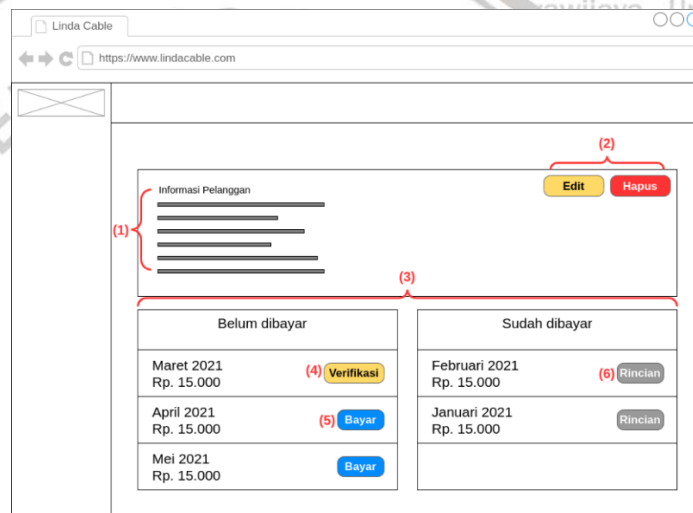 Linda Cable
https://www.lindacable.com
(2)
Edit
Hapus
Informasi Pelanggan
(1)
(3)
Belum dibayar
Maret 2021
Rp. 15.000
(4)
Verifikasi
April 2021
Rp. 15.000
(5)
Bayar
Mei 2021
Rp. 15.000
Bayar
Sudah dibayar
Februari 2021
Rp. 15.000
(6)
Rincian
Januari 2021
Rp. 15.000
Rincian